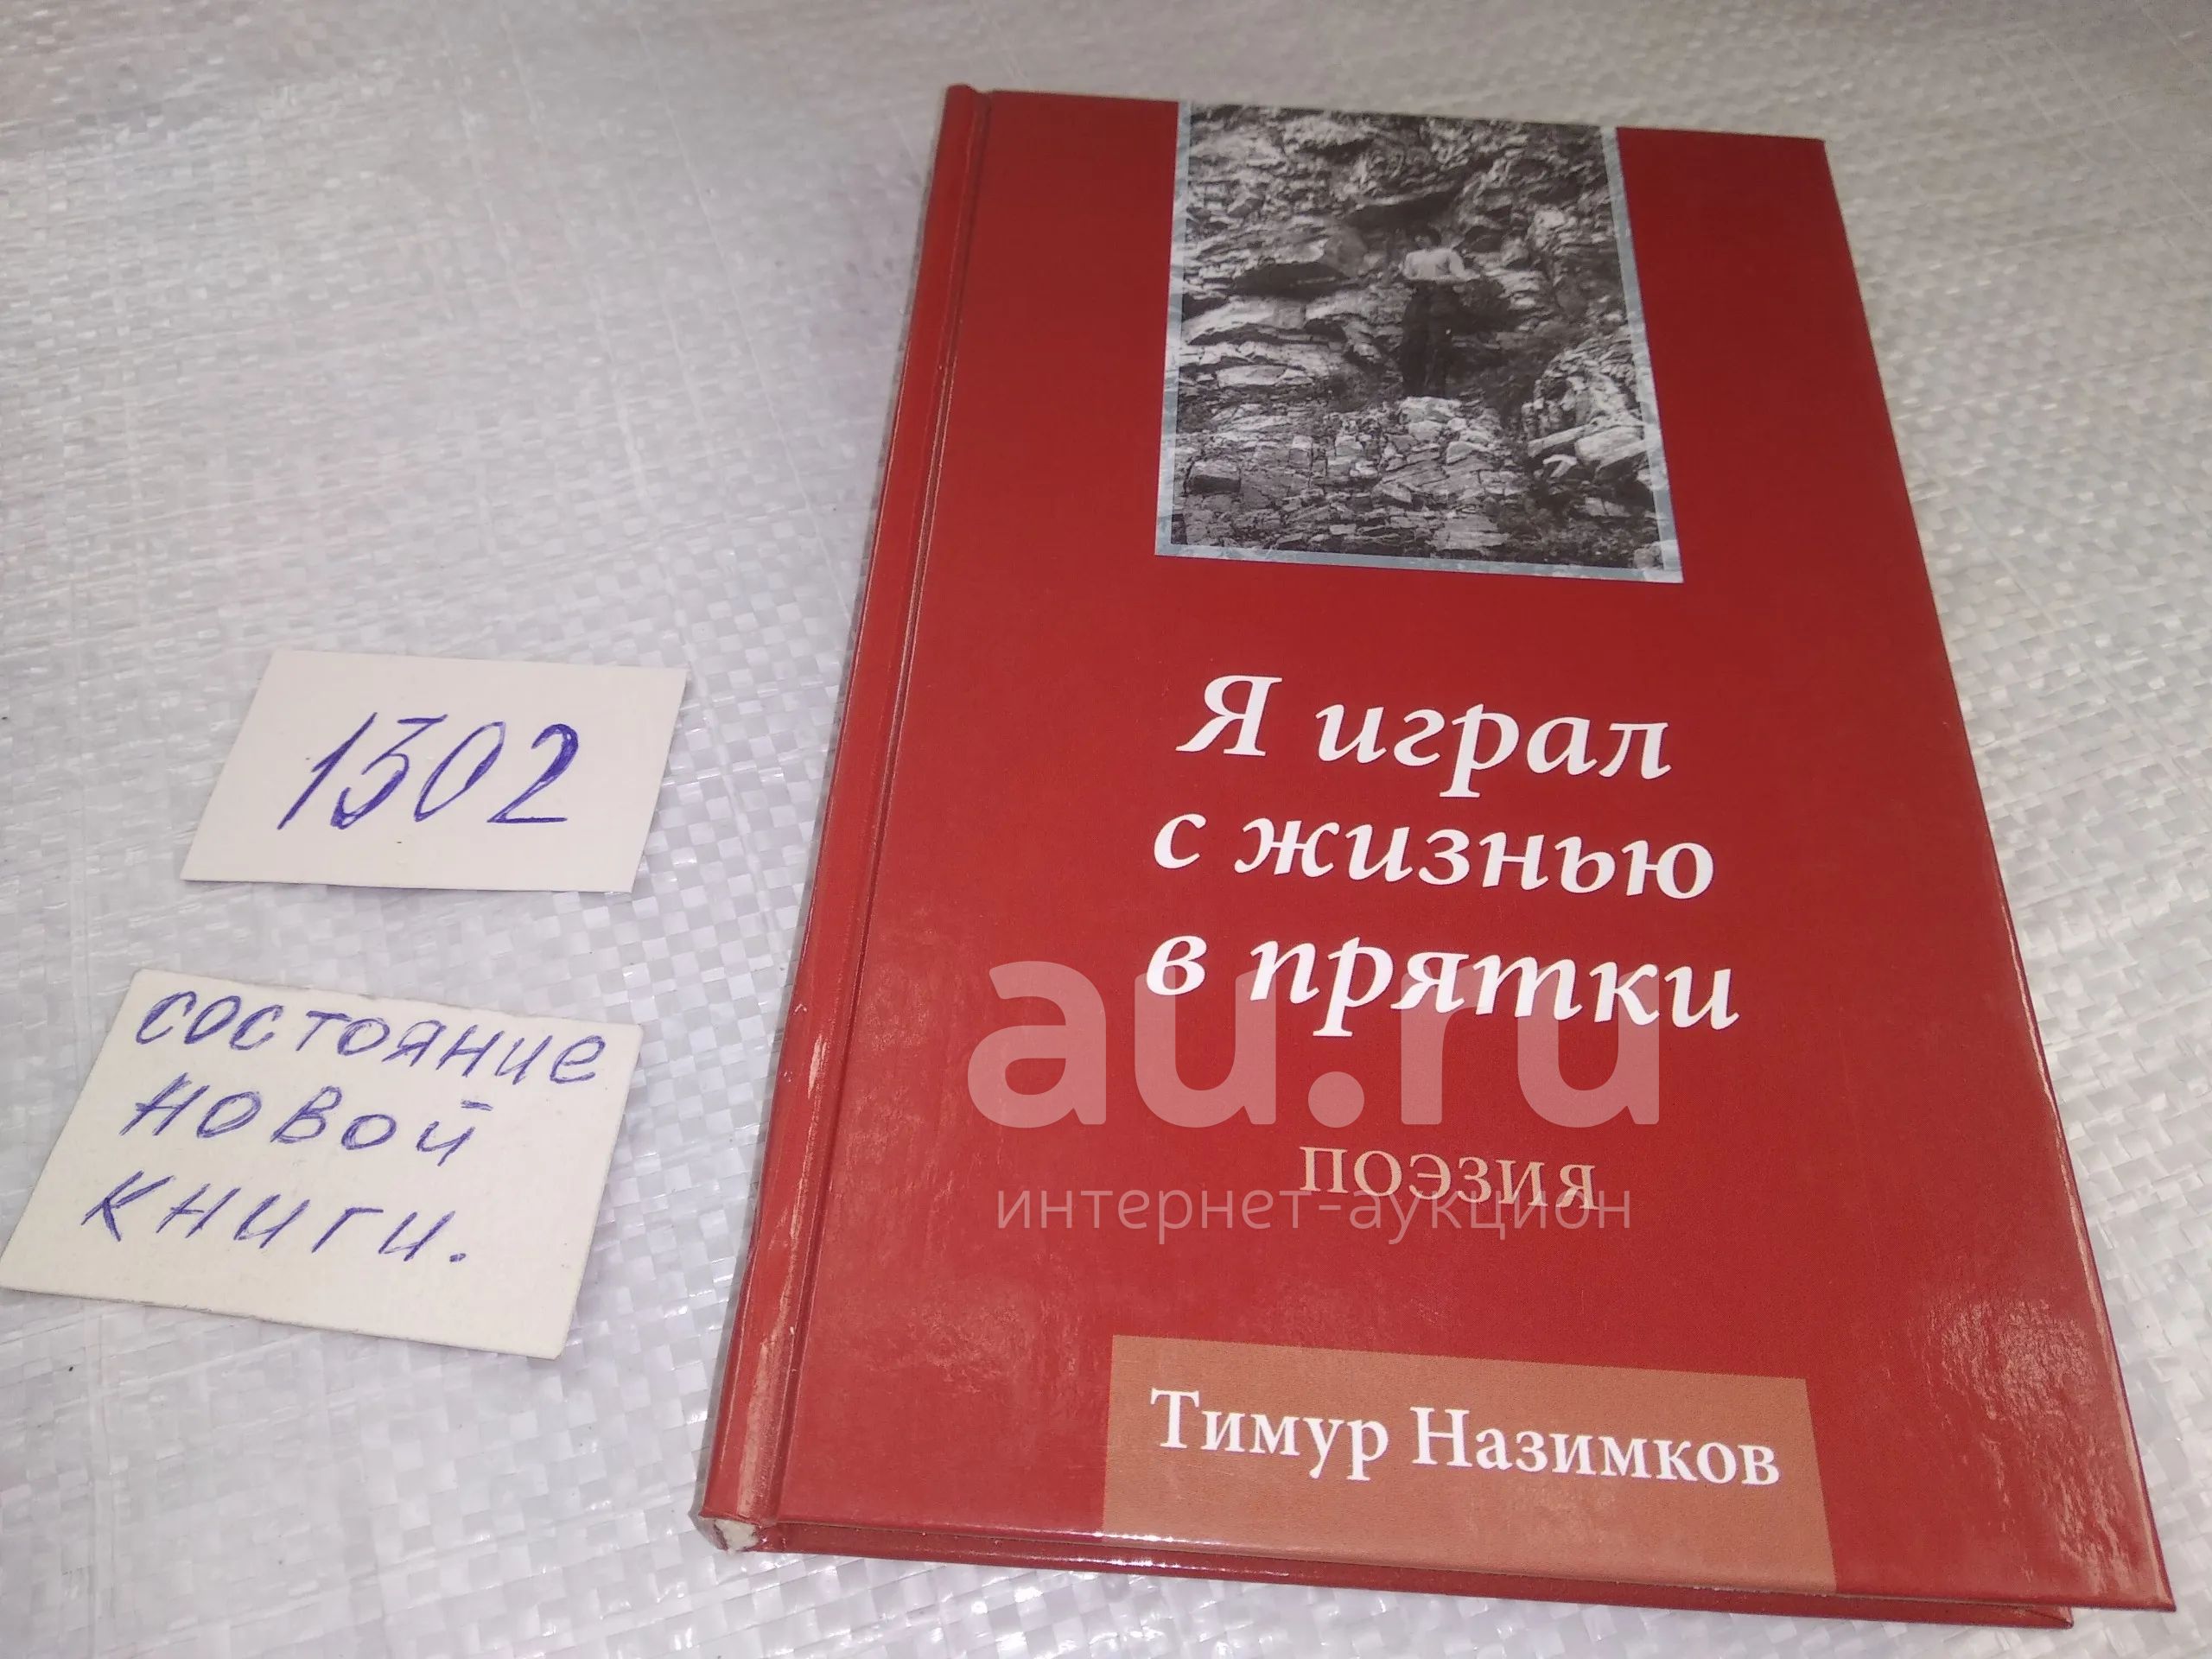 1302
состояние
новой
книги.
Я играл
с жизнью
в прятки
au.ru
поэзия
интернет-аукцион
Тимур Назимков